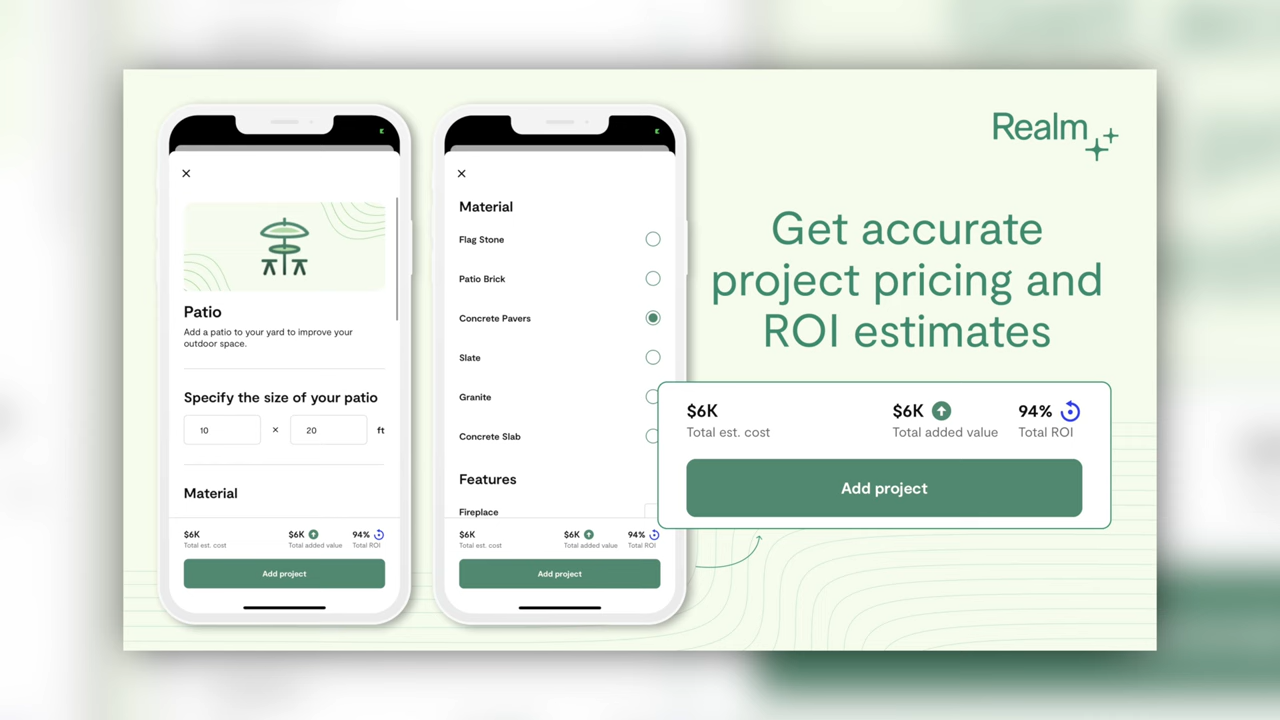 Realm
Get accurate
project pricing and
ROI estimates
Patio
Add a patio to your yard to improve your
outdoor space.
Specify the size of your patio
10 × 20 ft
Material
$6K $6K 94%
Total est. cost Total added value Total ROI
Add project
Material
Flag Stone
Patio Brick
Concrete Pavers
Slate
Granite
Concrete Slab
Features
Fireplace
$6K $6K 94%
Total est. cost Total added value Total ROI
Add project
$6K $6K 94%
Total est. cost Total added value Total ROI
Add project